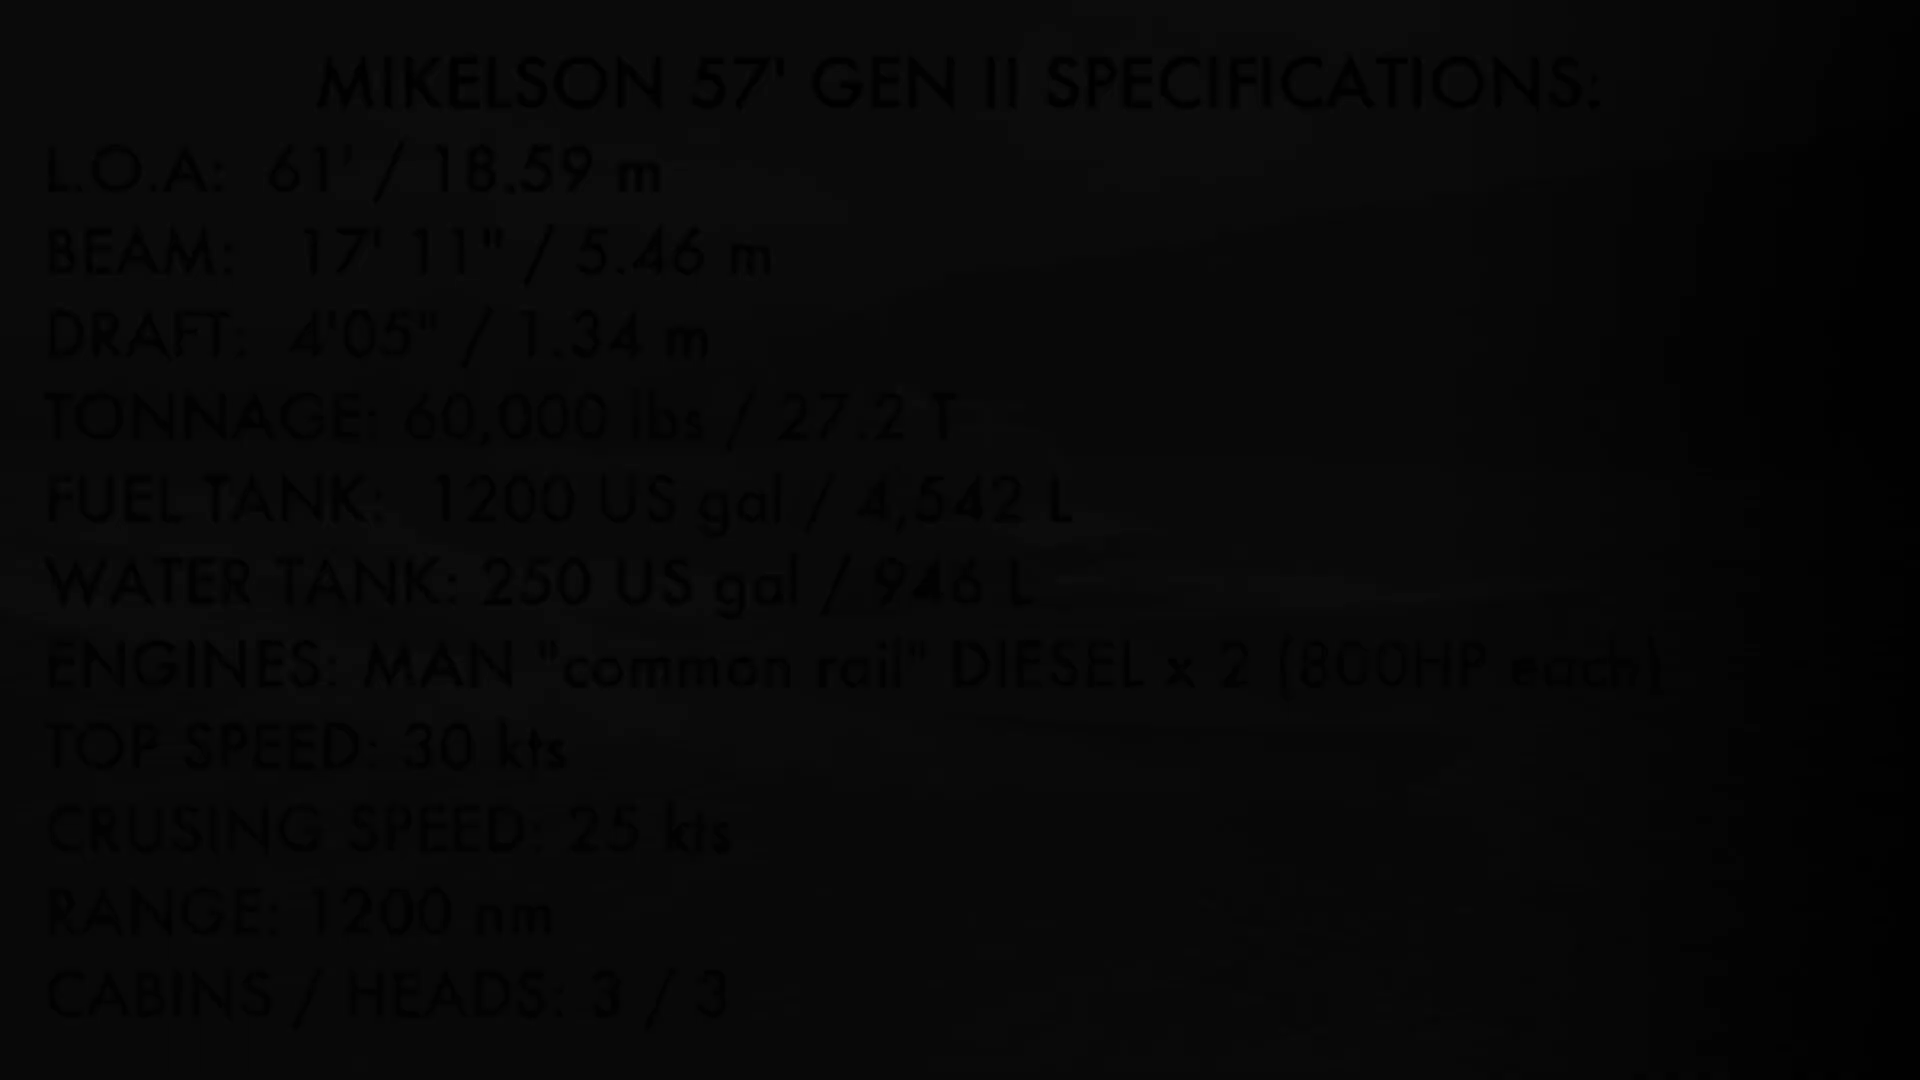 MIKELSON 57' GEN II SPECIFICATIONS:
L.O.A: 61' / 18.59 m
BEAM: 17' 11" / 5.46 m
DRAFT: 4'05" / 1.34 m
TONNAGE: 60,000 lbs / 27.2 T
FUEL TANK: 1200 US gal / 4,542 L
WATER TANK: 250 US gal / 946 L
ENGINES: MAN "common rail" DIESEL x 2 (800HP each)
TOP SPEED: 30 kts
CRUSING SPEED: 25 kts
RANGE: 1200 nm
CABINS / HEADS: 3 / 3